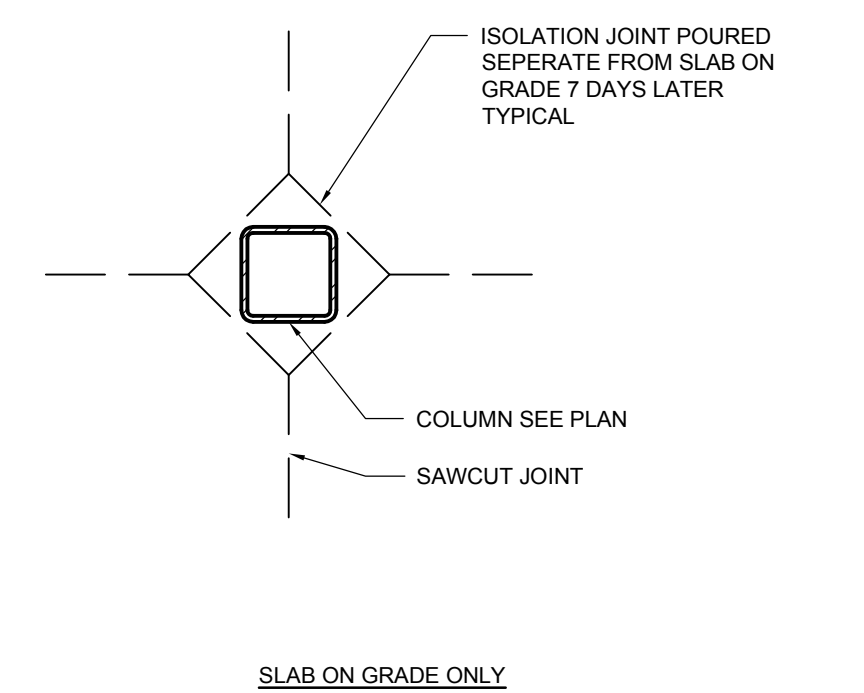 ISOLATION JOINT POURED
SEPERATE FROM SLAB ON
GRADE 7 DAYS LATER
TYPICAL
COLUMN SEE PLAN
SAWCUT JOINT
SLAB ON GRADE ONLY